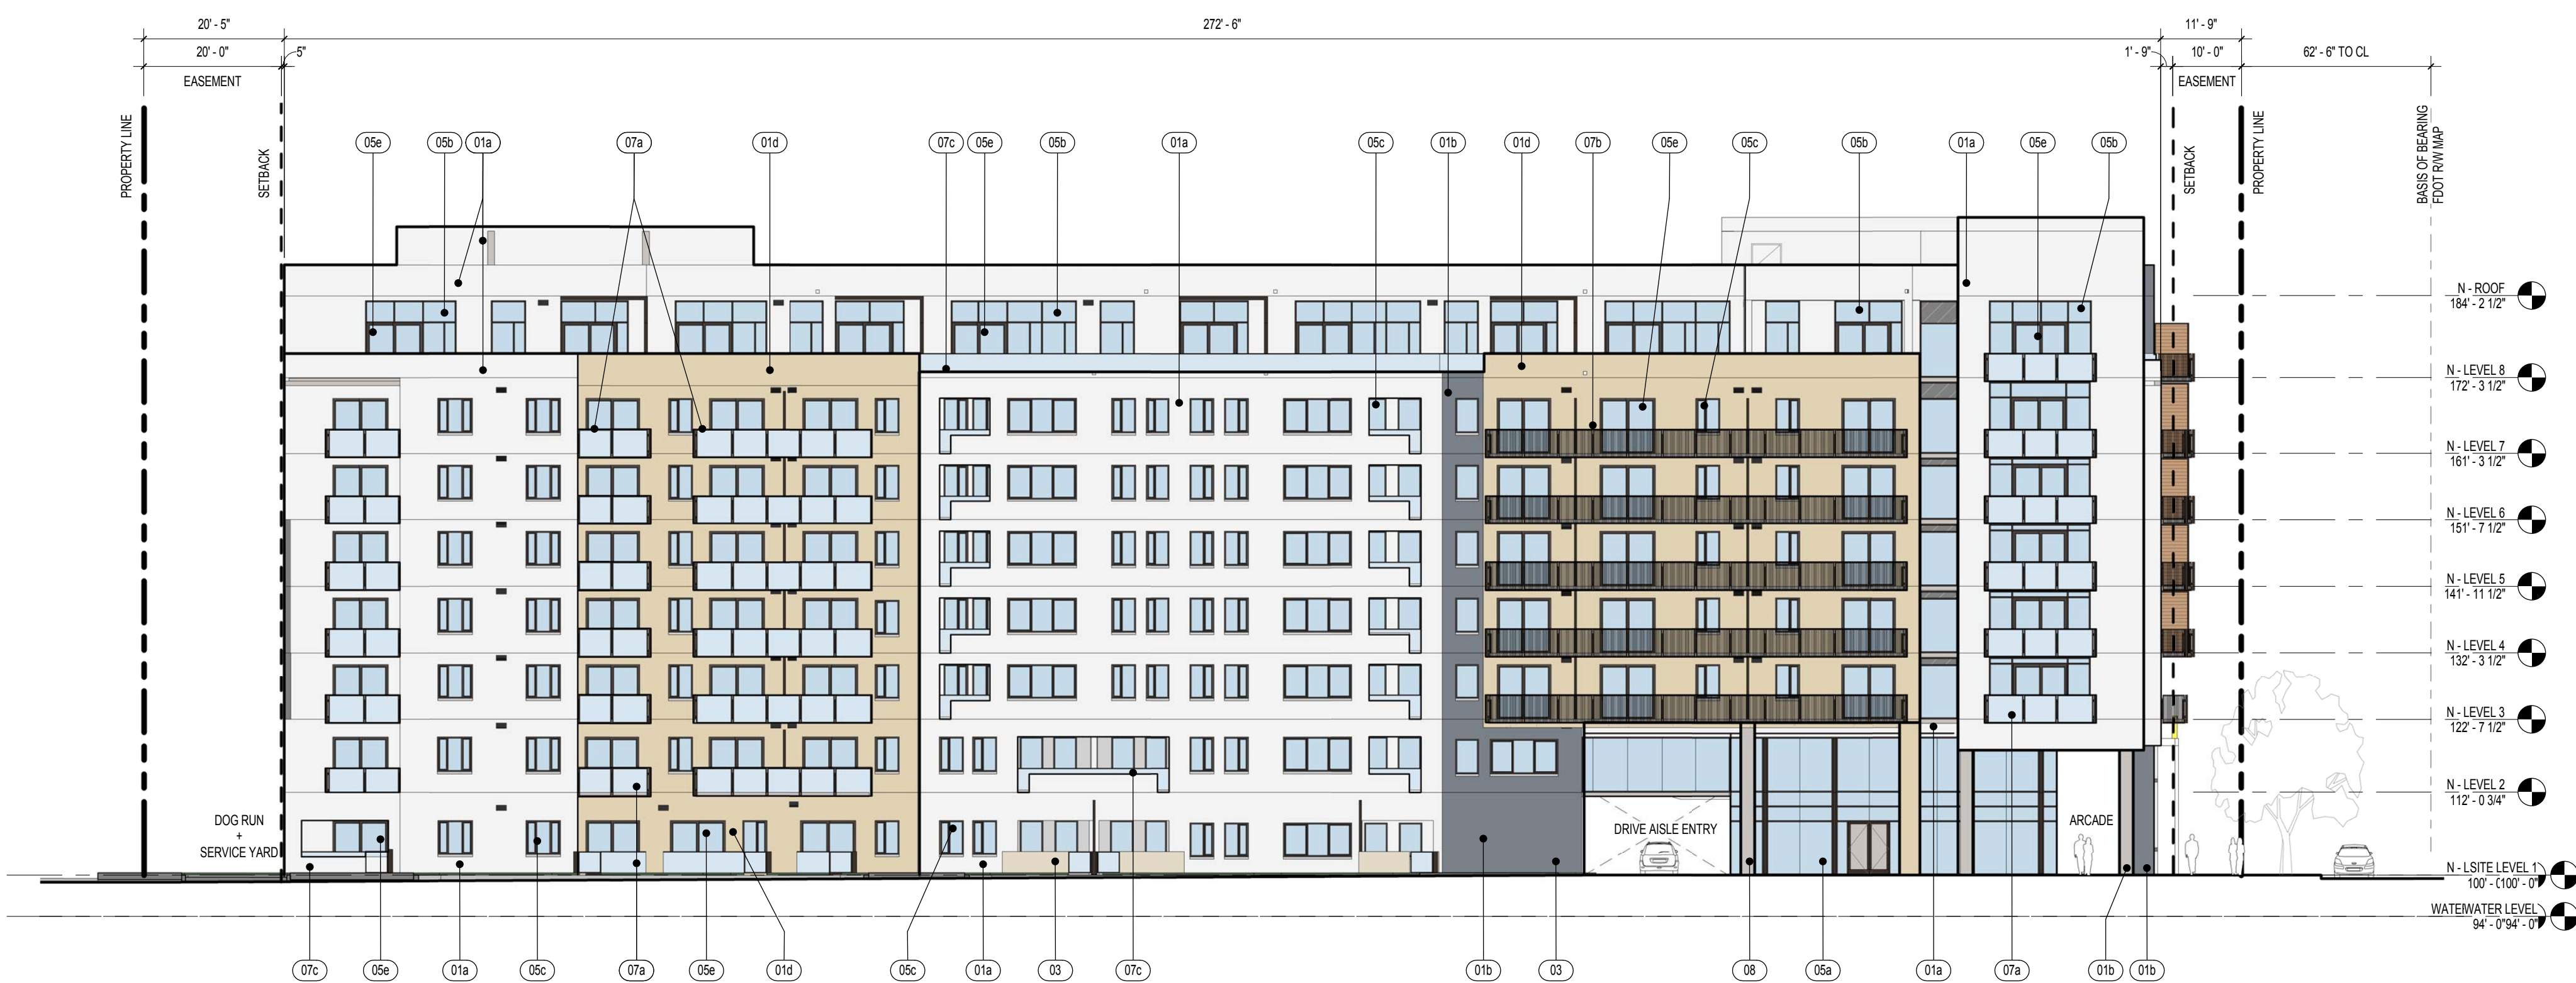 20' - 5"
272' - 6"
11' - 9"
20' - 0"
5"
1' - 9"
10' - 0"
62' - 6" TO CL
EASEMENT
EASEMENT
PROPERTY LINE
SETBACK
SETBACK
PROPERTY LINE
BASIS OF BEARING
FDOT R/W MAP
05e
05b
01a
07a
01d
07c
05e
05b
01a
05c
01b
01d
07b
05e
05c
05b
01a
05e
05b
N - ROOF
184' - 2 1/2"
N - LEVEL 8
172' - 3 1/2"
N - LEVEL 7
161' - 3 1/2"
N - LEVEL 6
151' - 7 1/2"
N - LEVEL 5
141' - 11 1/2"
N - LEVEL 4
132' - 3 1/2"
N - LEVEL 3
122' - 7 1/2"
N - LEVEL 2
112' - 0 3/4"
DOG RUN
+
SERVICE YARD
DRIVE AISLE ENTRY
ARCADE
SITE LEVEL 1
100' - 0"
WATER LEVEL
94' - 0"
07c
05e
01a
05c
07a
05e
01d
05c
01a
03
07c
01b
03
08
05a
01a
07a
01b
01b